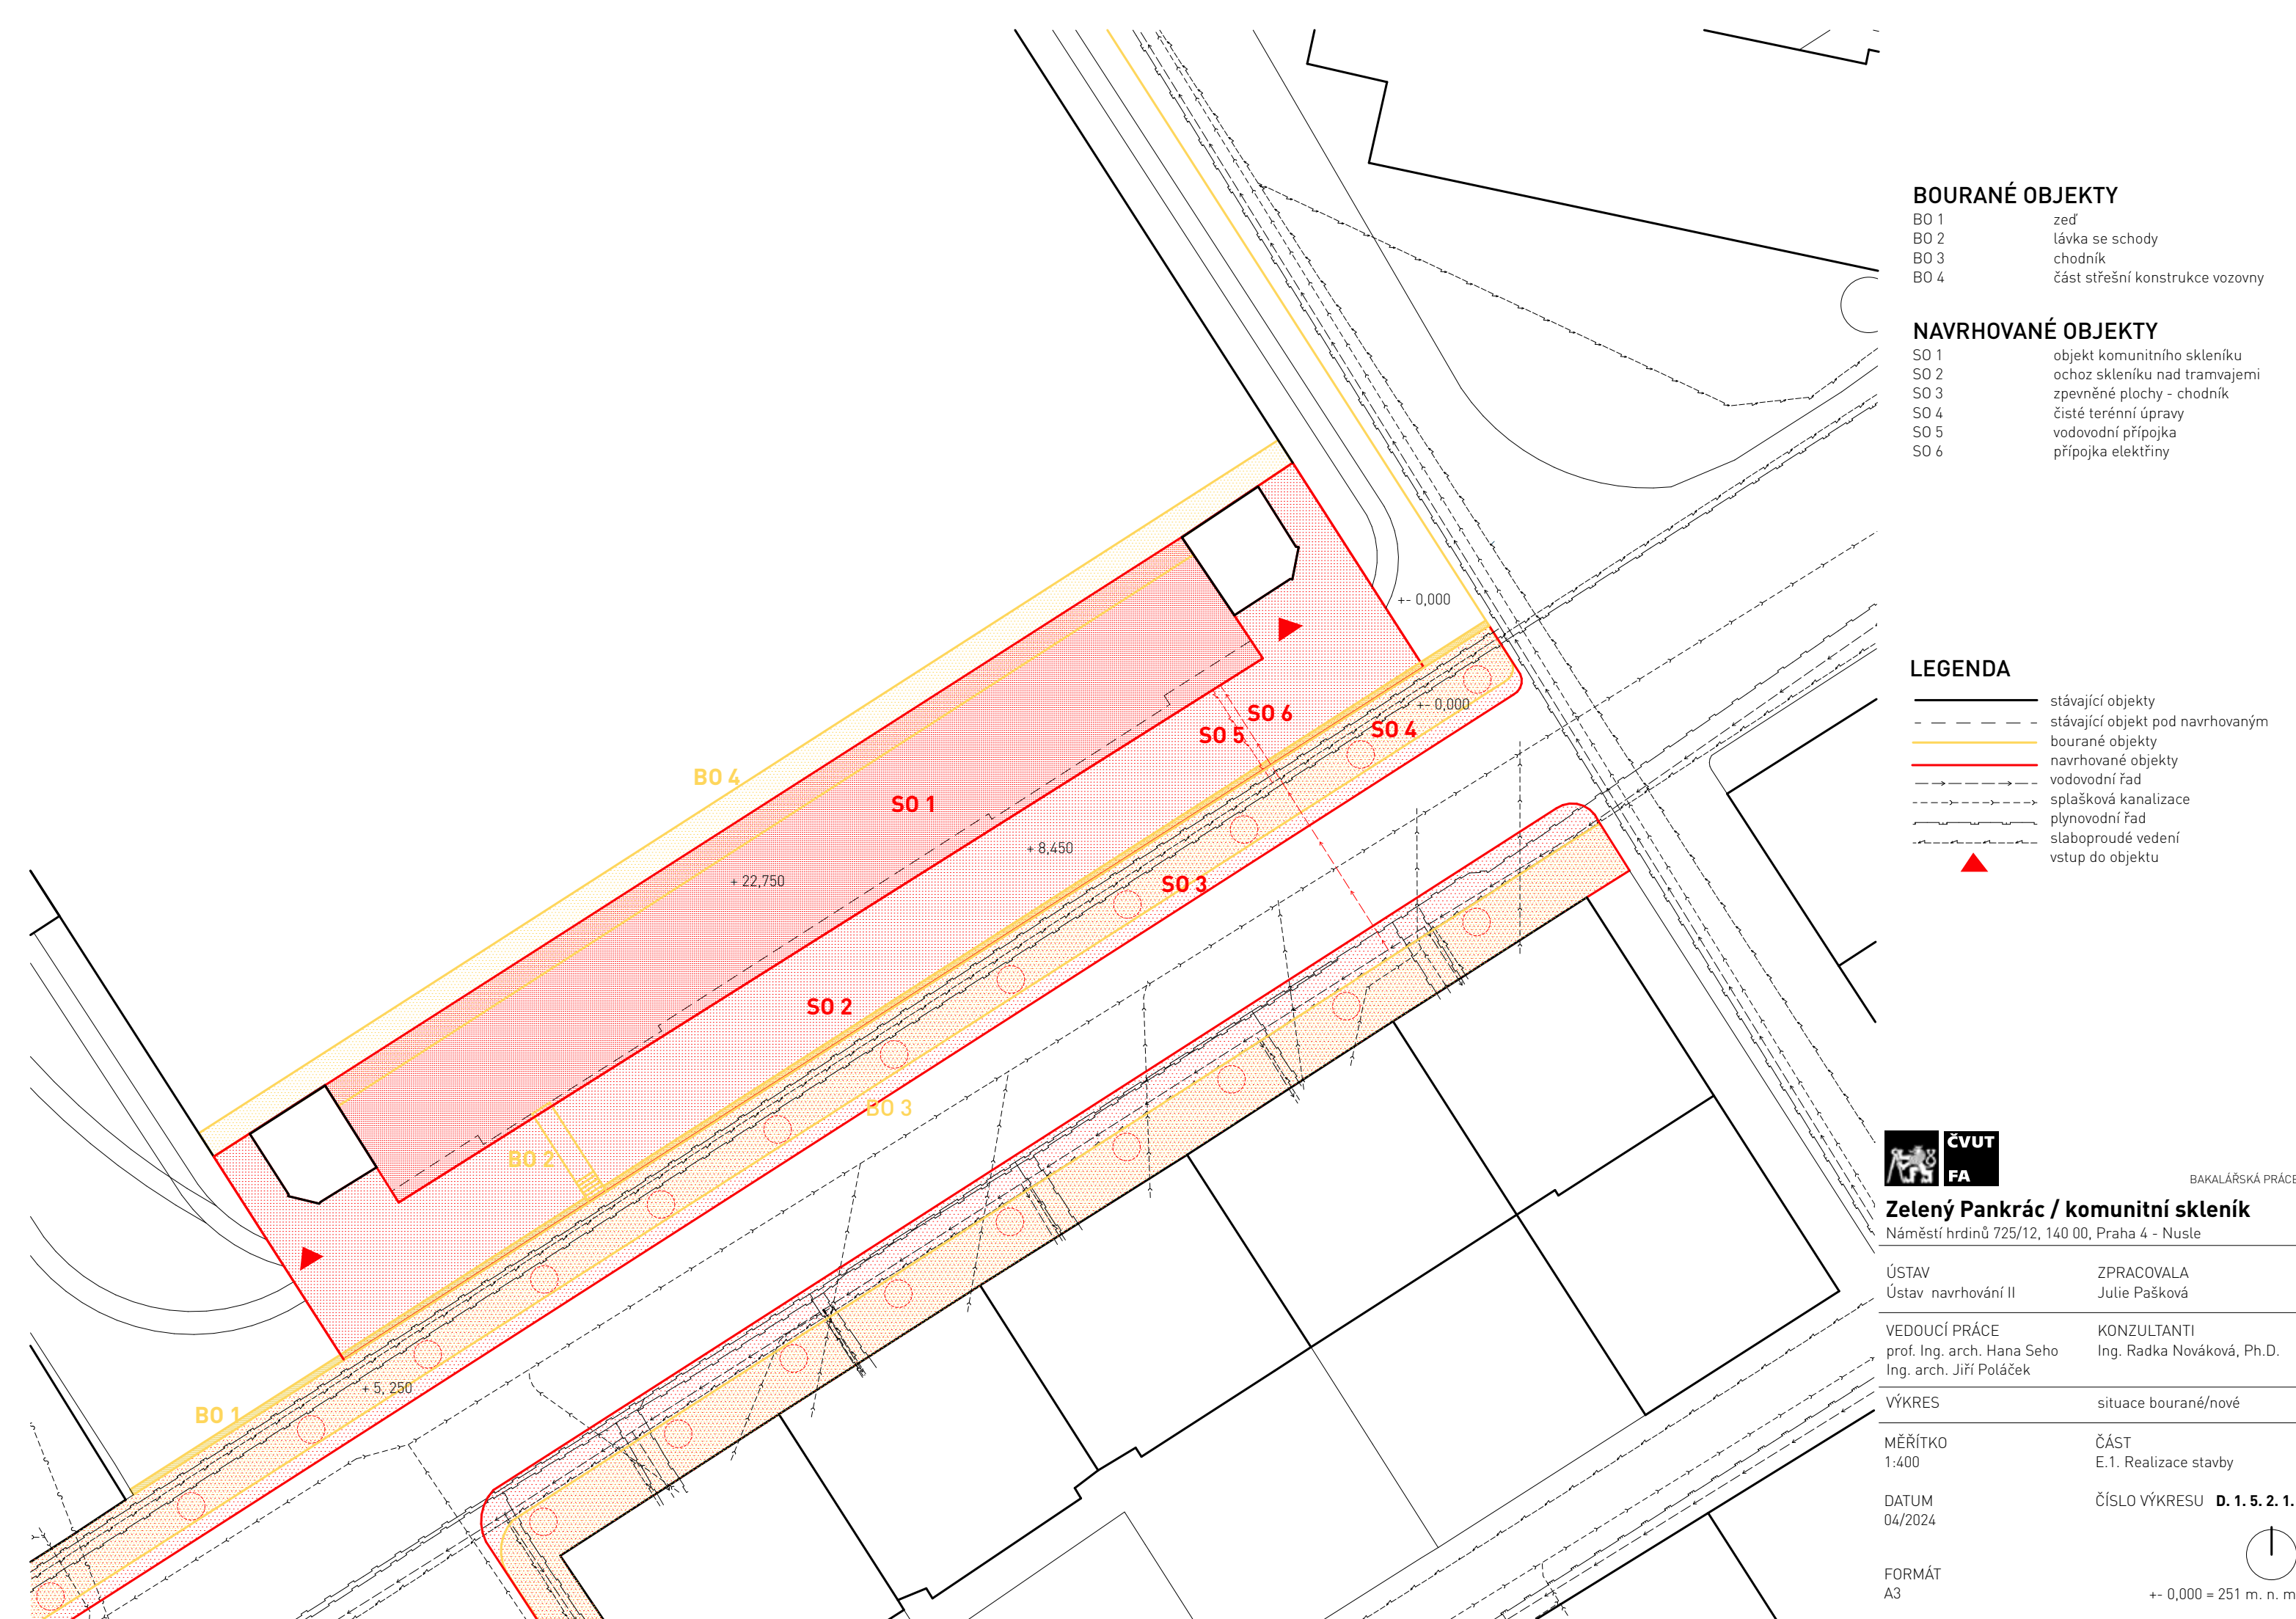 BOURANÉ OBJEKTY
BO 1 zeď
BO 2 lávka se schody
BO 3 chodník
BO 4 část střešní konstrukce vozovny
NAVRHOVANÉ OBJEKTY
SO 1 objekt komunitního skleníku
SO 2 ochoz skleníku nad tramvajemi
SO 3 zpevněné plochy - chodník
SO 4 čisté terénní úpravy
SO 5 vodovodní přípojka
SO 6 přípojka elektřiny
+- 0,000
+- 0,000
SO 6
SO 5
SO 4
BO 4
SO 1
+ 8,450
+ 22,750
SO 3
SO 2
BO 3
BO 2
+ 5, 250
BO 1
LEGENDA
stávající objekty
stávající objekt pod navrhovaným
bourané objekty
navrhované objekty
vodovodní řad
splašková kanalizace
plynovodní řad
slaboproudé vedení
vstup do objektu
ČVUT
FA
BAKALÁŘSKÁ PRÁCE
Zelený Pankrác / komunitní skleník
Náměstí hrdinů 725/12, 140 00, Praha 4 - Nusle
ÚSTAV
Ústav navrhování II
ZPRACOVALA
Julie Pašková
VEDOUCÍ PRÁCE
prof. Ing. arch. Hana Seho
Ing. arch. Jiří Poláček
KONZULTANTI
Ing. Radka Nováková, Ph.D.
VÝKRES situace bourané/nové
MĚŘÍTKO
1:400
ČÁST
E.1. Realizace stavby
DATUM
04/2024
ČÍSLO VÝKRESU D. 1. 5. 2. 1.
FORMÁT
A3
+- 0,000 = 251 m. n. m